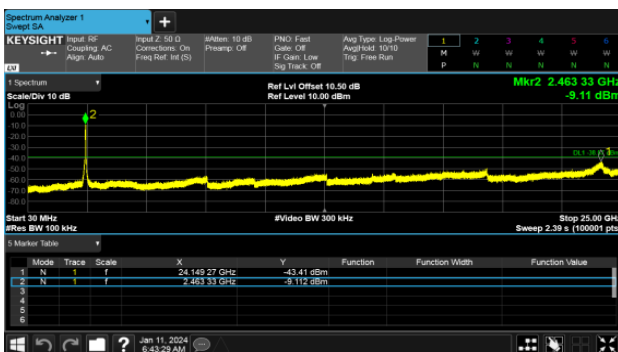 Spectrum Analyzer 1
Swept SA
KEYSIGHT Input: RF Input Z: 50 Ω #Atten: 10 dB PNO: Fast Avg Type: Log-Power 1 2 3 4 5 6
Coupling: AC Corrections: On Preamp: Off Gate: Off Avg|Hold: 10/10 M W W W W W
Align: Auto Freq Ref: Int (S) IF Gain: Low Trig: Free Run
LXI Sig Track: Off P N N N N N
1 Spectrum Ref Lvl Offset 10.50 dB Mkr2 2.463 33 GHz
Scale/Div 10 dB Ref Level 10.00 dBm -9.11 dBm
Log
0.00 2
-10.0
-20.0
-30.0
-40.0 1
-50.0
-60.0
-70.0
-80.0
Start 30 MHz #Video BW 300 kHz Stop 25.00 GHz
#Res BW 100 kHz Sweep 2.39 s (100001 pts)
5 Marker Table
Mode Trace Scale X Y Function Function Width Function Value
1 N 1 f 24.149 27 GHz -43.41 dBm
2 N 1 f 2.463 33 GHz -9.112 dBm
3
4
5
6
? Jan 11, 2024
6:43:29 AM